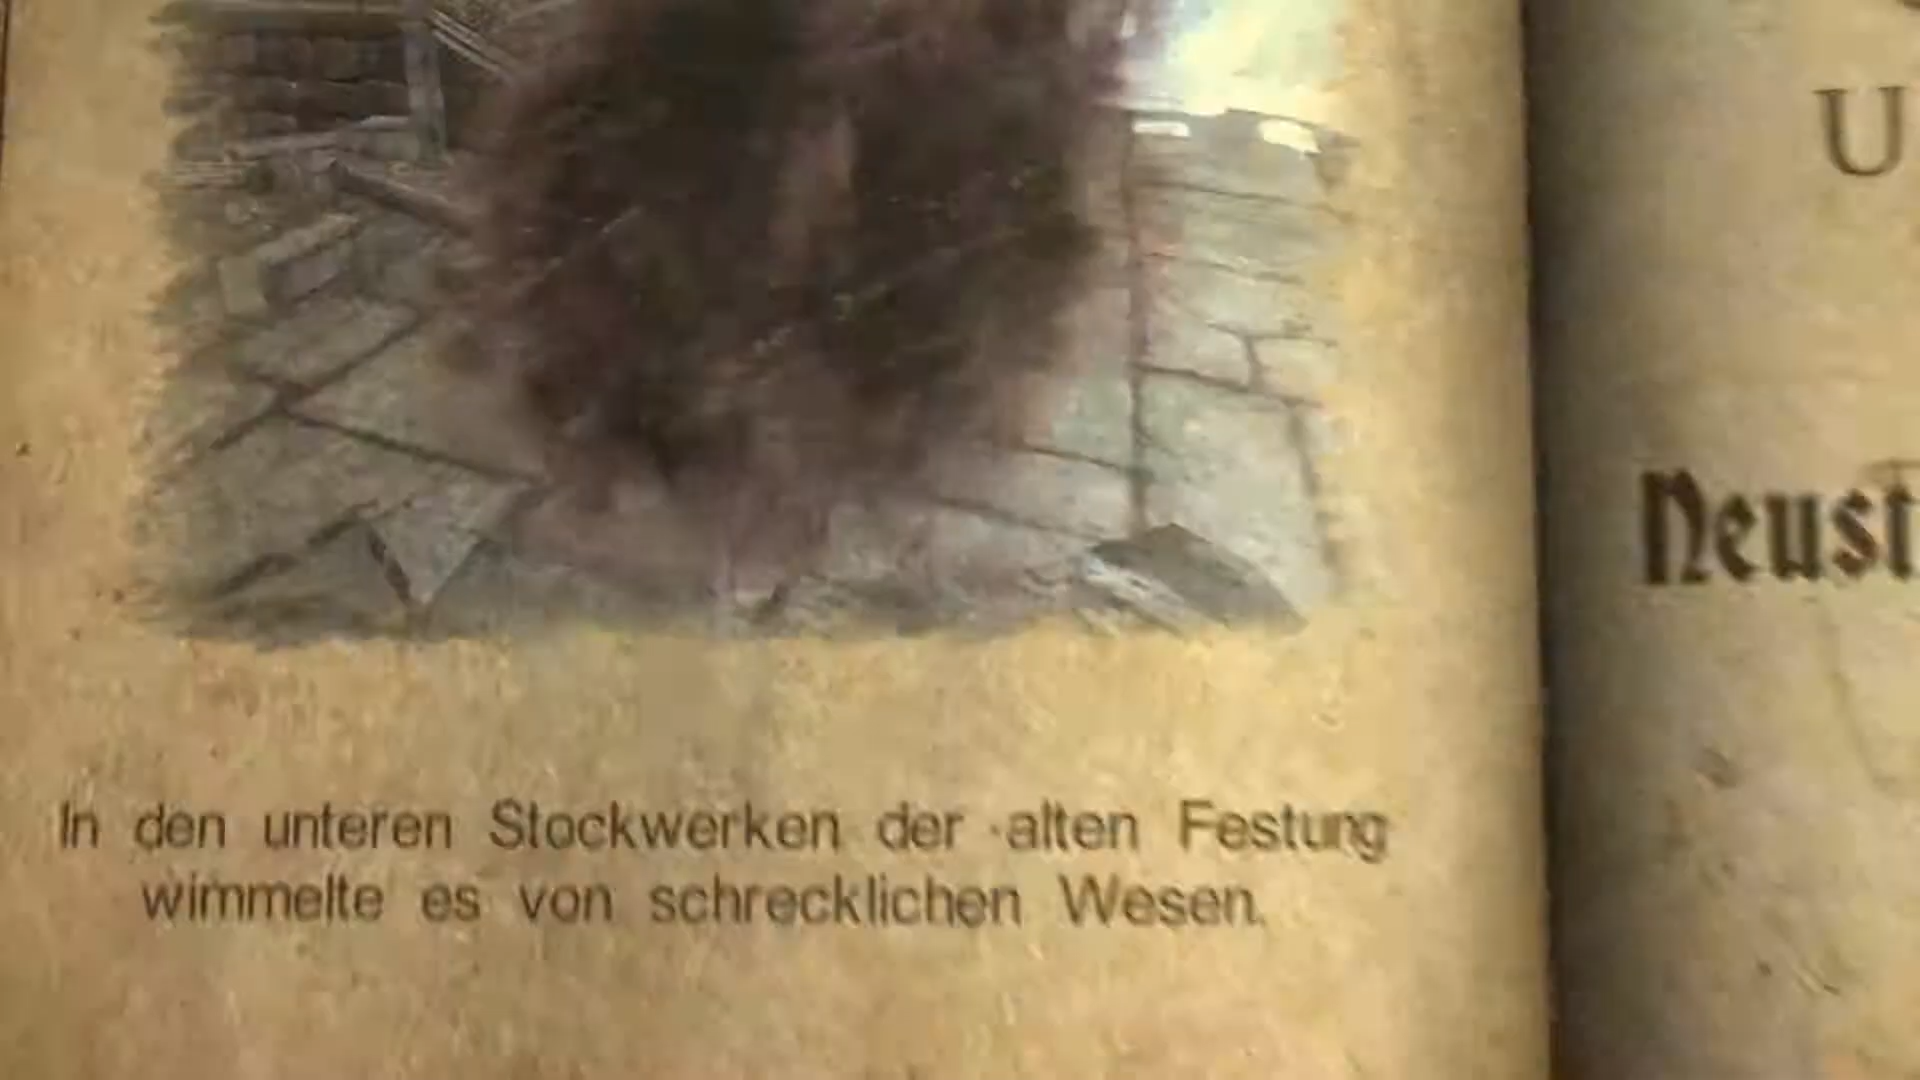 In den unteren Stockwerken der alten Festung
wimmelte es von schrecklichen Wesen.
U
Neust